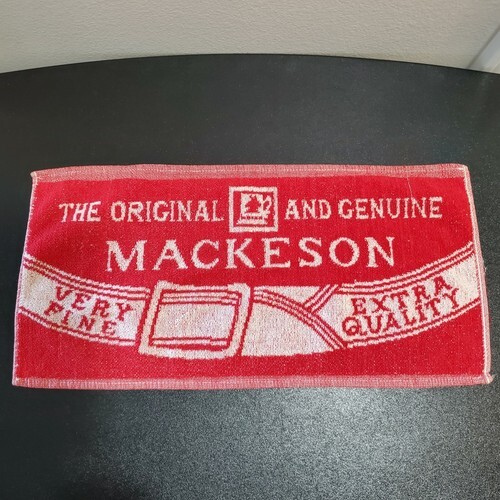 THE ORIGINAL AND GENUINE
MACKESON
VERY FINE
EXTRA QUALITY